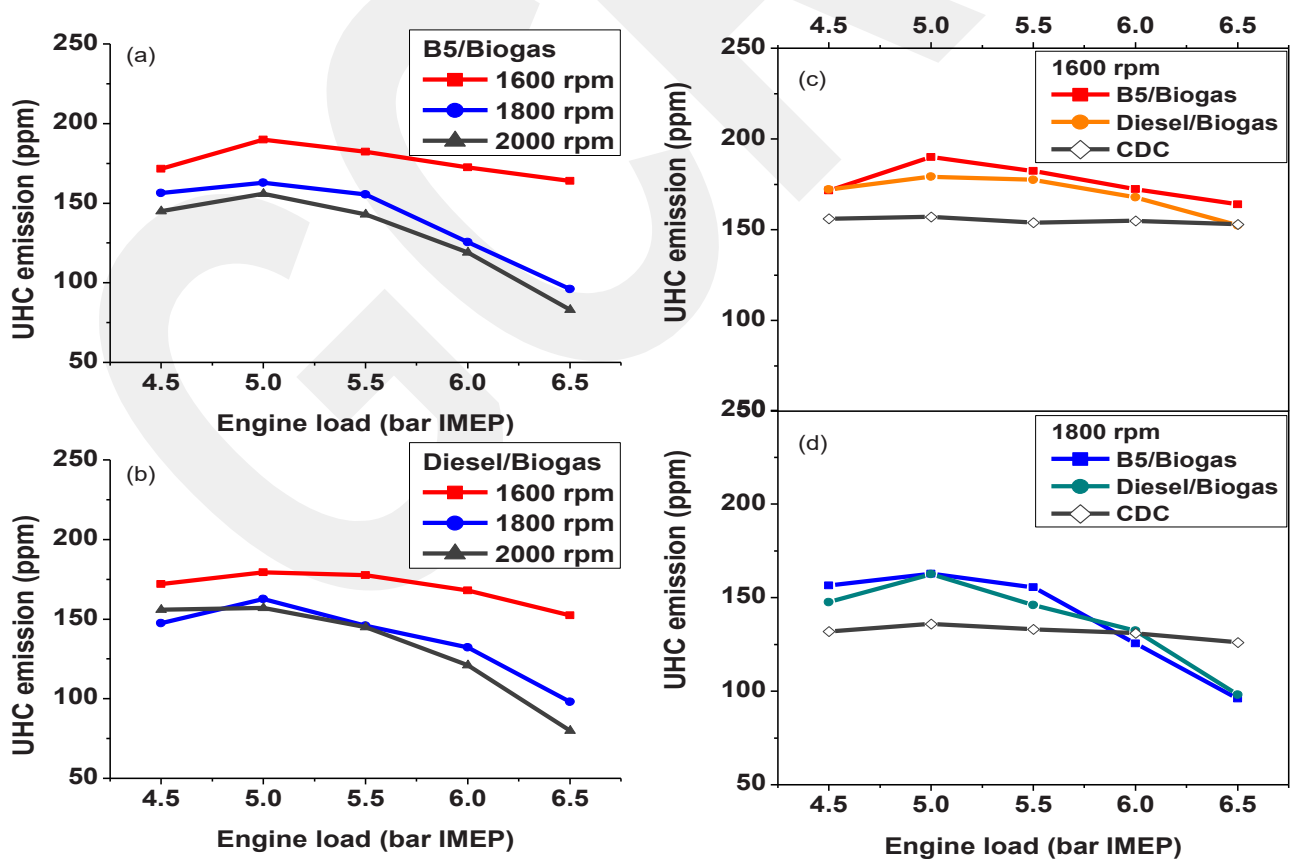 (a)
B5/Biogas
1600 rpm
1800 rpm
2000 rpm
UHC emission (ppm)
250
200
150
100
50
4.5 5.0 5.5 6.0 6.5
Engine load (bar IMEP)
(b)
Diesel/Biogas
1600 rpm
1800 rpm
2000 rpm
UHC emission (ppm)
250
200
150
100
50
4.5 5.0 5.5 6.0 6.5
Engine load (bar IMEP)
4.5 5.0 5.5 6.0 6.5
(c)
1600 rpm
B5/Biogas
Diesel/Biogas
CDC
UHC emission (ppm)
250
200
150
100
250
(d)
1800 rpm
B5/Biogas
Diesel/Biogas
CDC
UHC emission (ppm)
200
150
100
50
4.5 5.0 5.5 6.0 6.5
Engine load (bar IMEP)